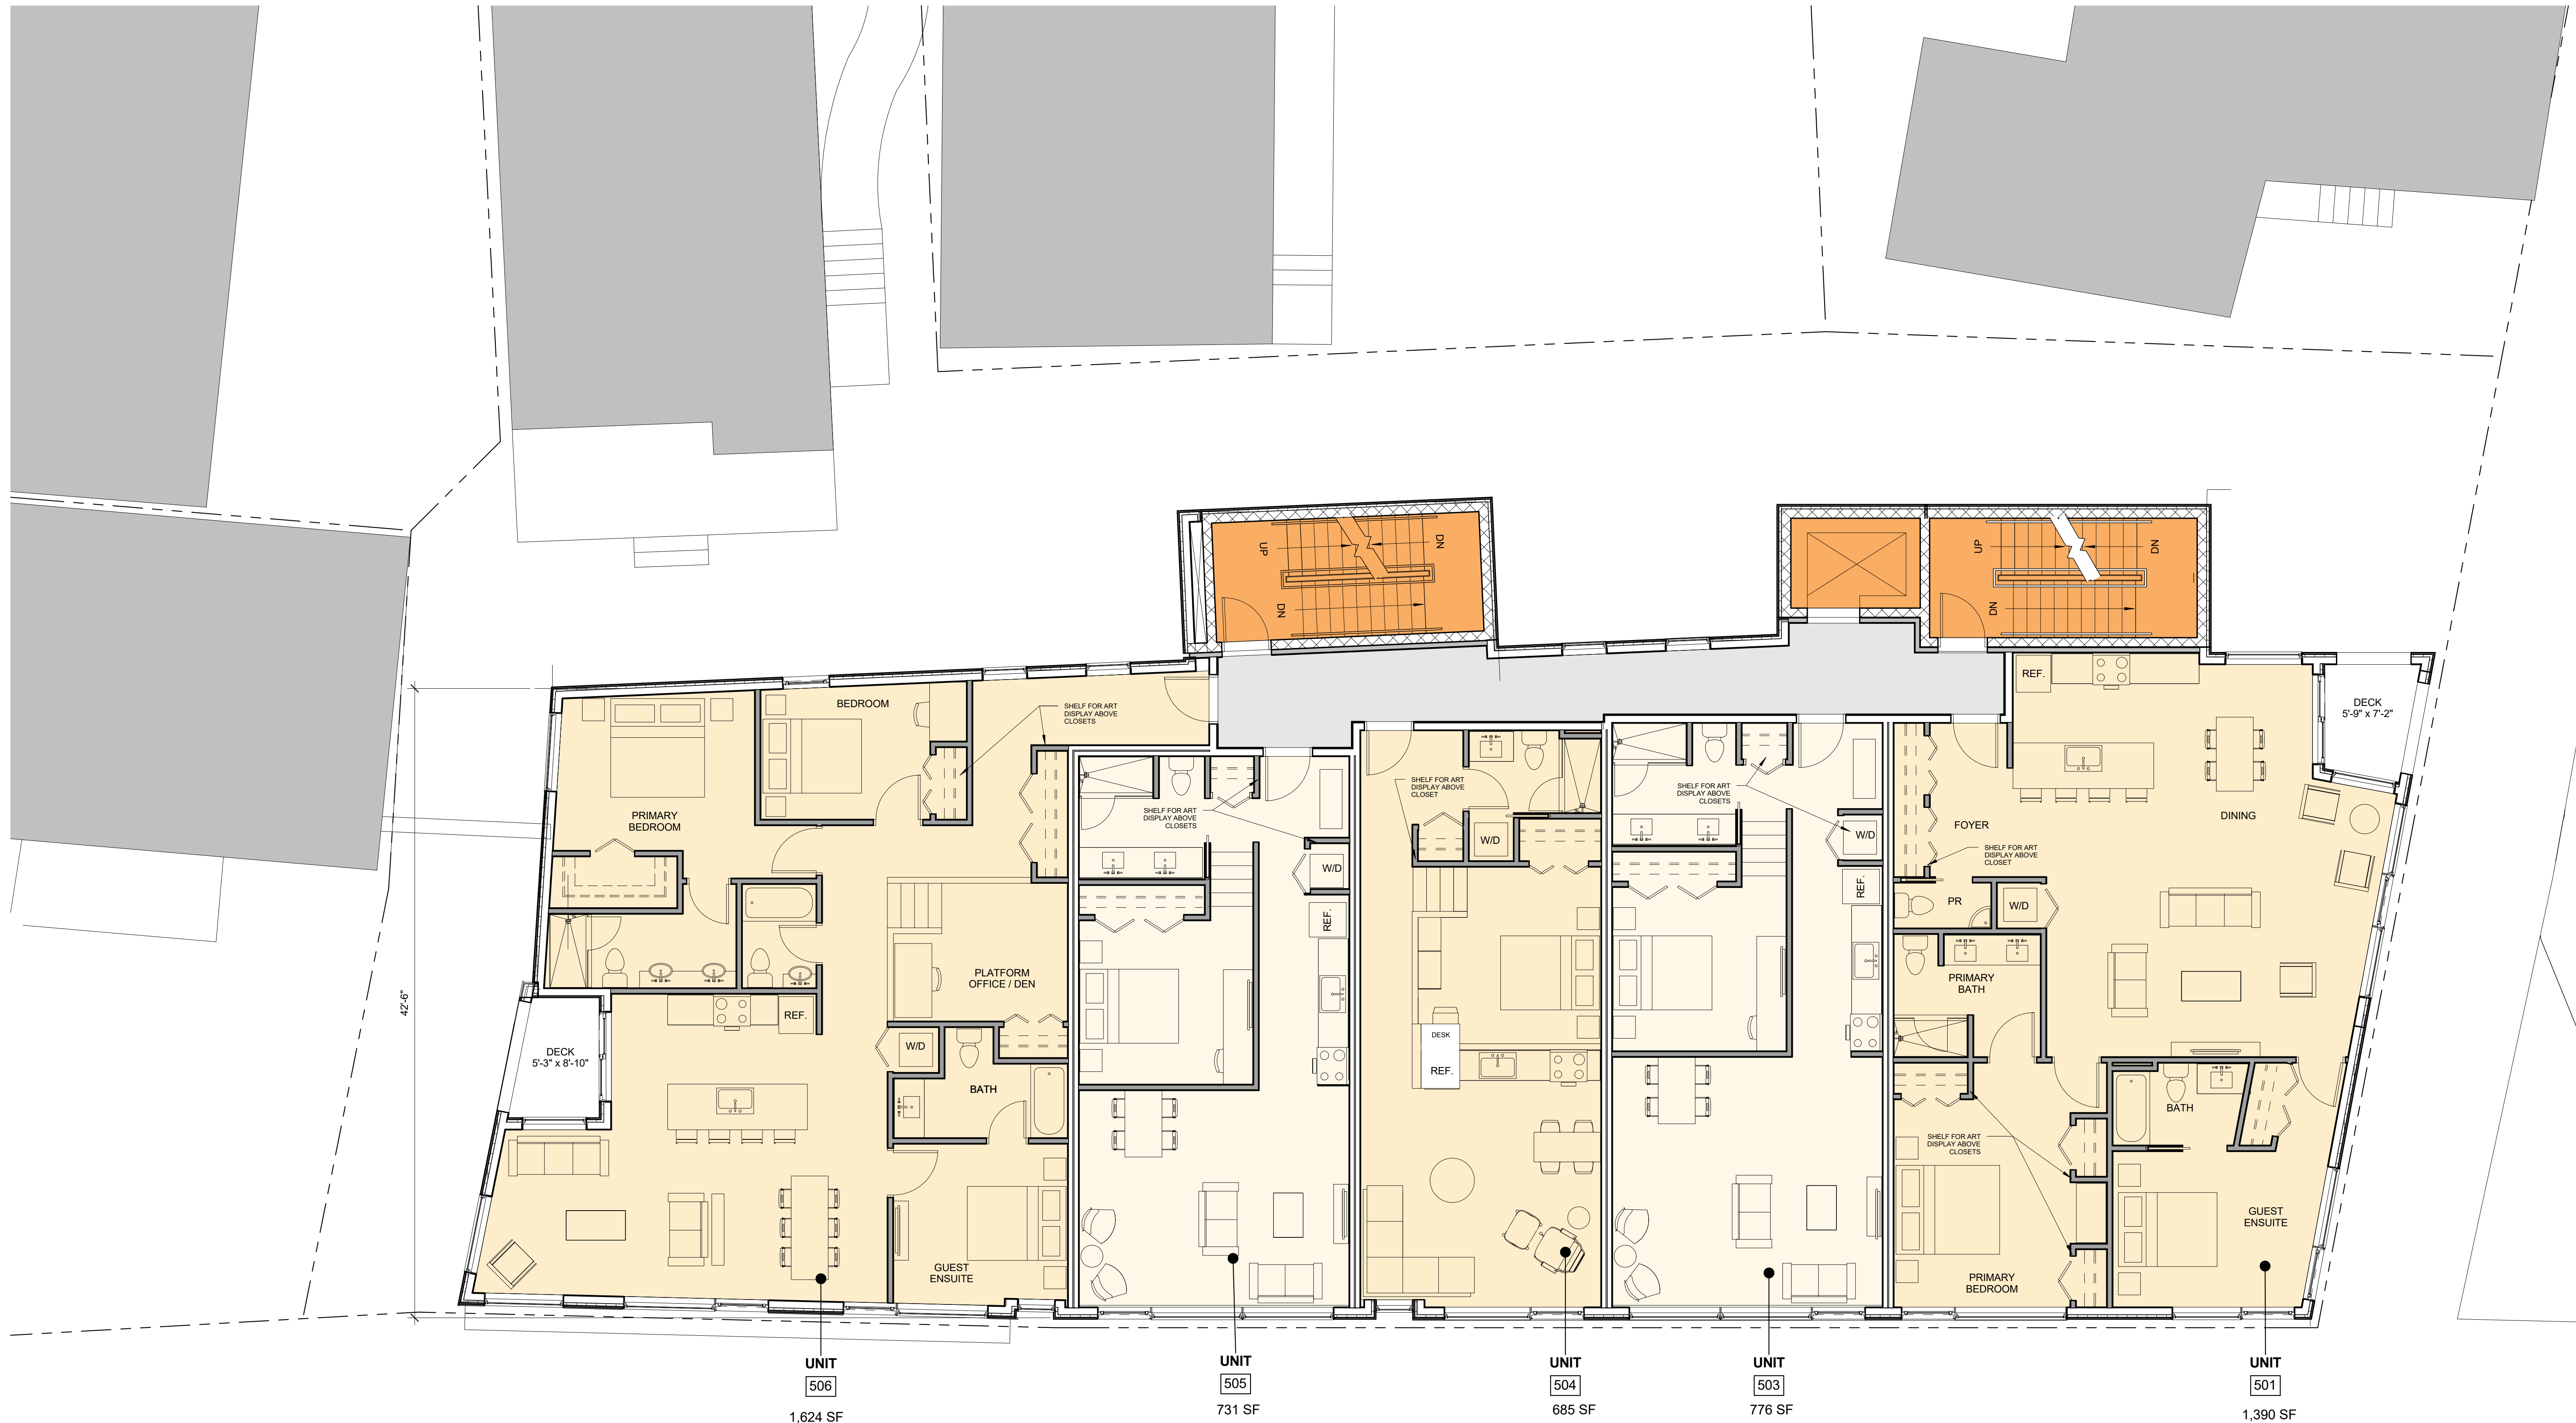 UP
DN
DN
UP
DN
DN
REF.
DECK
5'-9" x 7'-2"
BEDROOM
SHELF FOR ART
DISPLAY ABOVE
CLOSETS
PRIMARY
BEDROOM
SHELF FOR ART
DISPLAY ABOVE
CLOSETS
W/D
SHELF FOR ART
DISPLAY ABOVE
CLOSET
W/D
SHELF FOR ART
DISPLAY ABOVE
CLOSETS
W/D
FOYER
SHELF FOR ART
DISPLAY ABOVE
CLOSET
DINING
REF.
REF.
PR
W/D
PLATFORM
OFFICE / DEN
PRIMARY
BATH
42'-6"
REF.
DECK
5'-3" x 8'-10"
W/D
BATH
DESK
REF.
BATH
SHELF FOR ART
DISPLAY ABOVE
CLOSETS
GUEST
ENSUITE
GUEST
ENSUITE
PRIMARY
BEDROOM
UNIT
506
1,624 SF
UNIT
505
731 SF
UNIT
504
685 SF
UNIT
503
776 SF
UNIT
501
1,390 SF